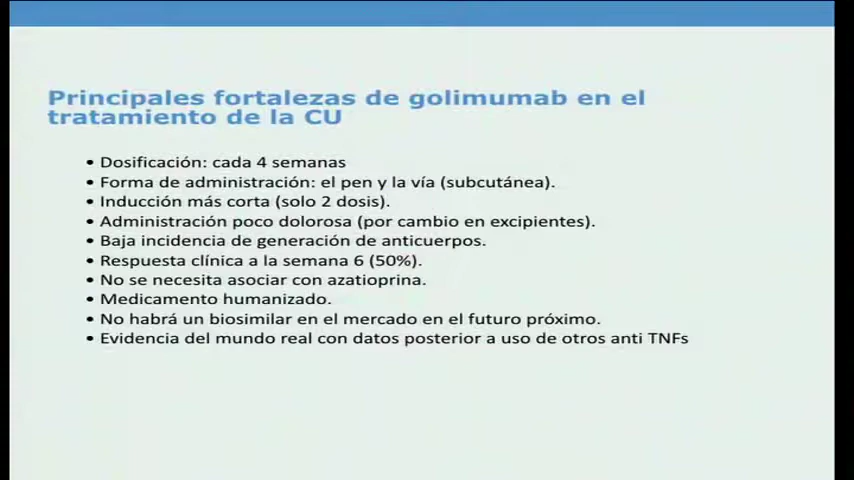 Principales fortalezas de golimumab en el
tratamiento de la CU
• Dosificación: cada 4 semanas
• Forma de administración: el pen y la vía (subcutánea).
• Inducción más corta (solo 2 dosis).
• Administración poco dolorosa (por cambio en excipientes).
• Baja incidencia de generación de anticuerpos.
• Respuesta clínica a la semana 6 (50%).
• No se necesita asociar con azatioprina.
• Medicamento humanizado.
• No habrá un biosimilar en el mercado en el futuro próximo.
• Evidencia del mundo real con datos posterior a uso de otros anti TNFs